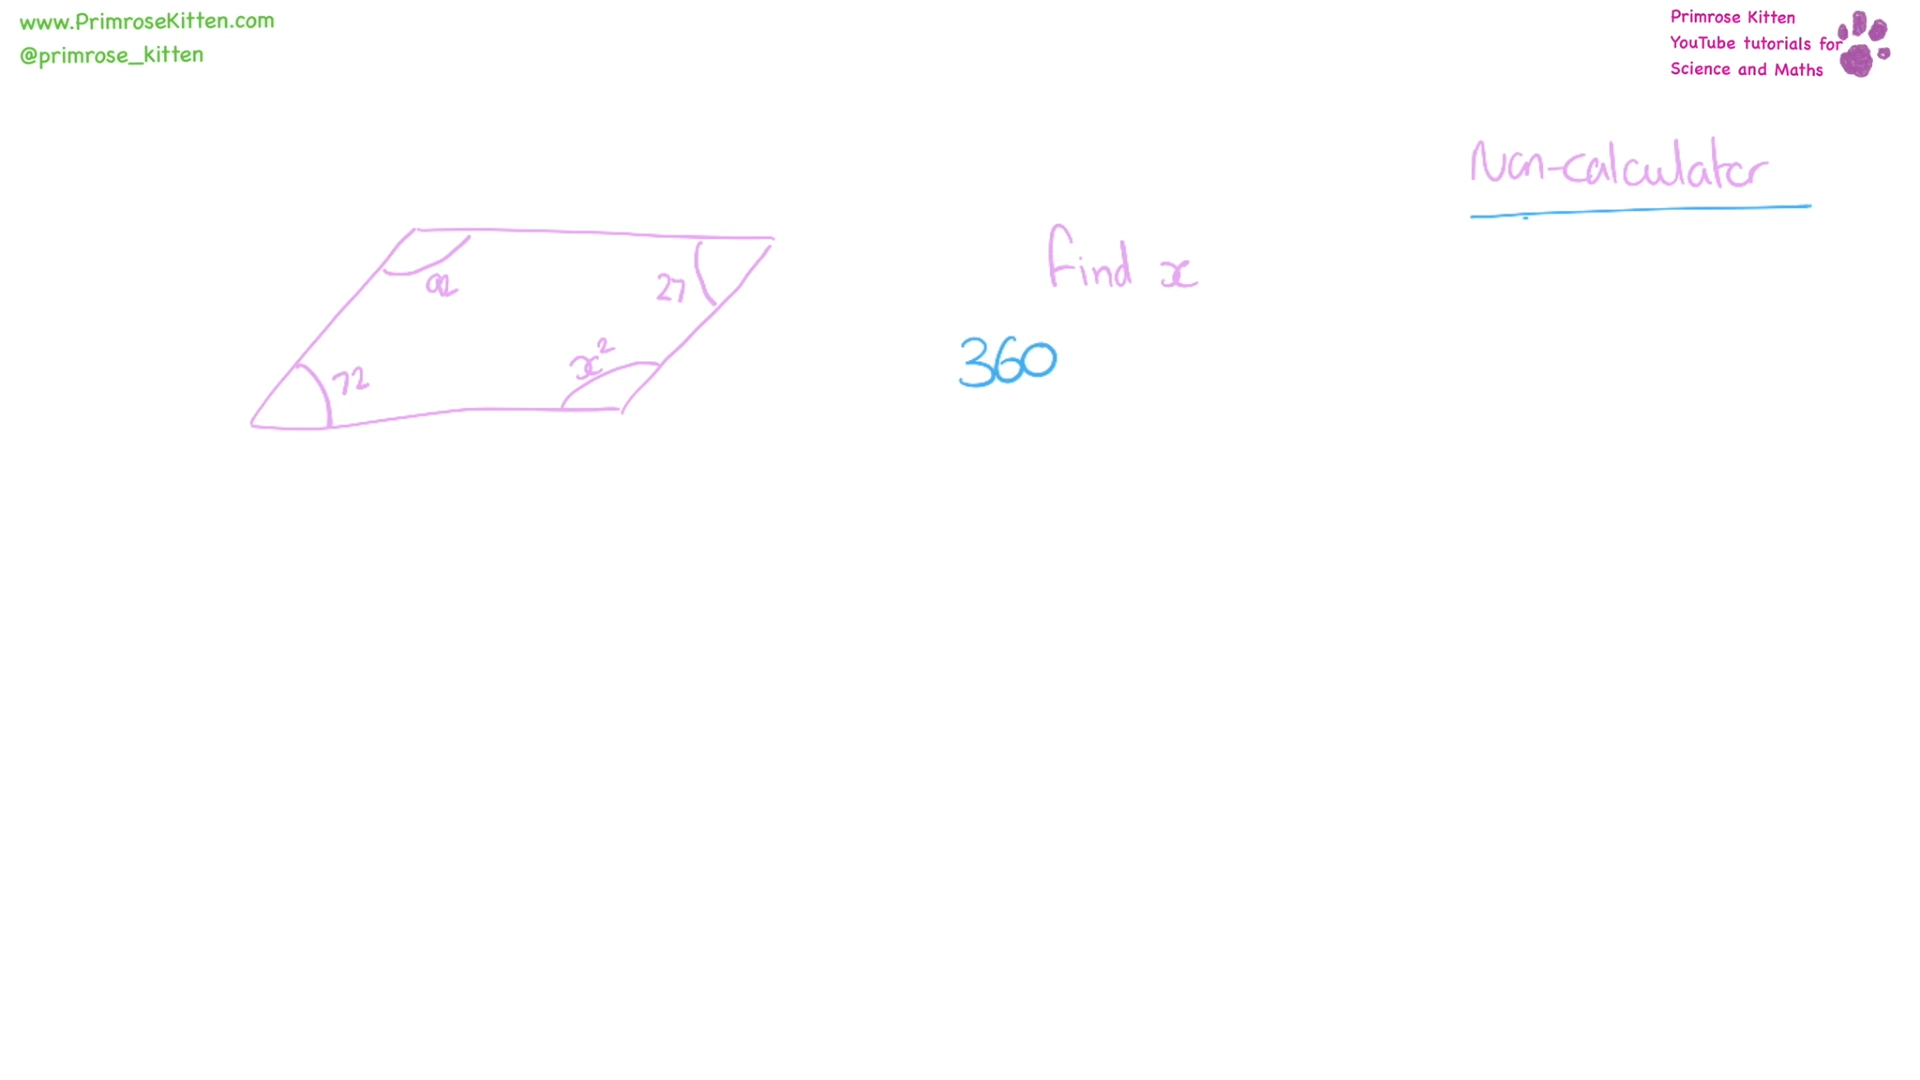 www.PrimroseKitten.com
@primrose_kitten
Primrose Kitten
YouTube tutorials for
Science and Maths
Non-calculator
Find x
92
27
72
x²
360